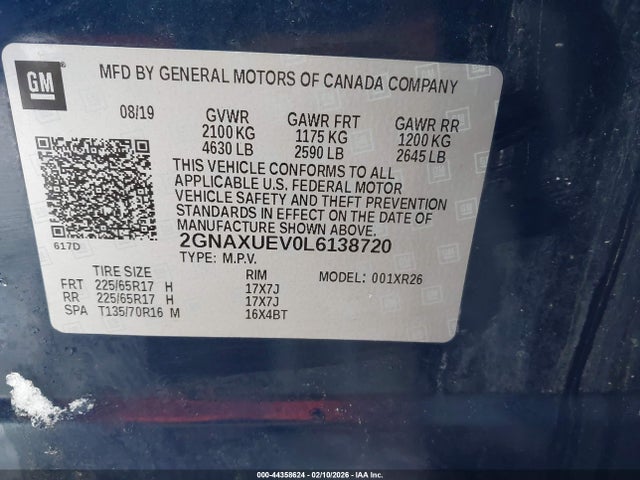 GM
MFD BY GENERAL MOTORS OF CANADA COMPANY
08/19 GVWR GAWR FRT GAWR RR
2100 KG 1175 KG 1200 KG
4630 LB 2590 LB 2645 LB
THIS VEHICLE CONFORMS TO ALL
APPLICABLE U.S. FEDERAL MOTOR
VEHICLE SAFETY AND THEFT PREVENTION
STANDARDS IN EFFECT ON THE DATE OF
MANUFACTURE SHOWN ABOVE.
617D
2GNAXUEV0L6138720
TYPE: M.P.V. MODEL: 001XR26
TIRE SIZE RIM
FRT 225/65R17 H 17X7J
RR 225/65R17 H 17X7J
SPA T135/70R16 M 16X4BT
000-44358624 - 02/10/2026 - IAA Inc.